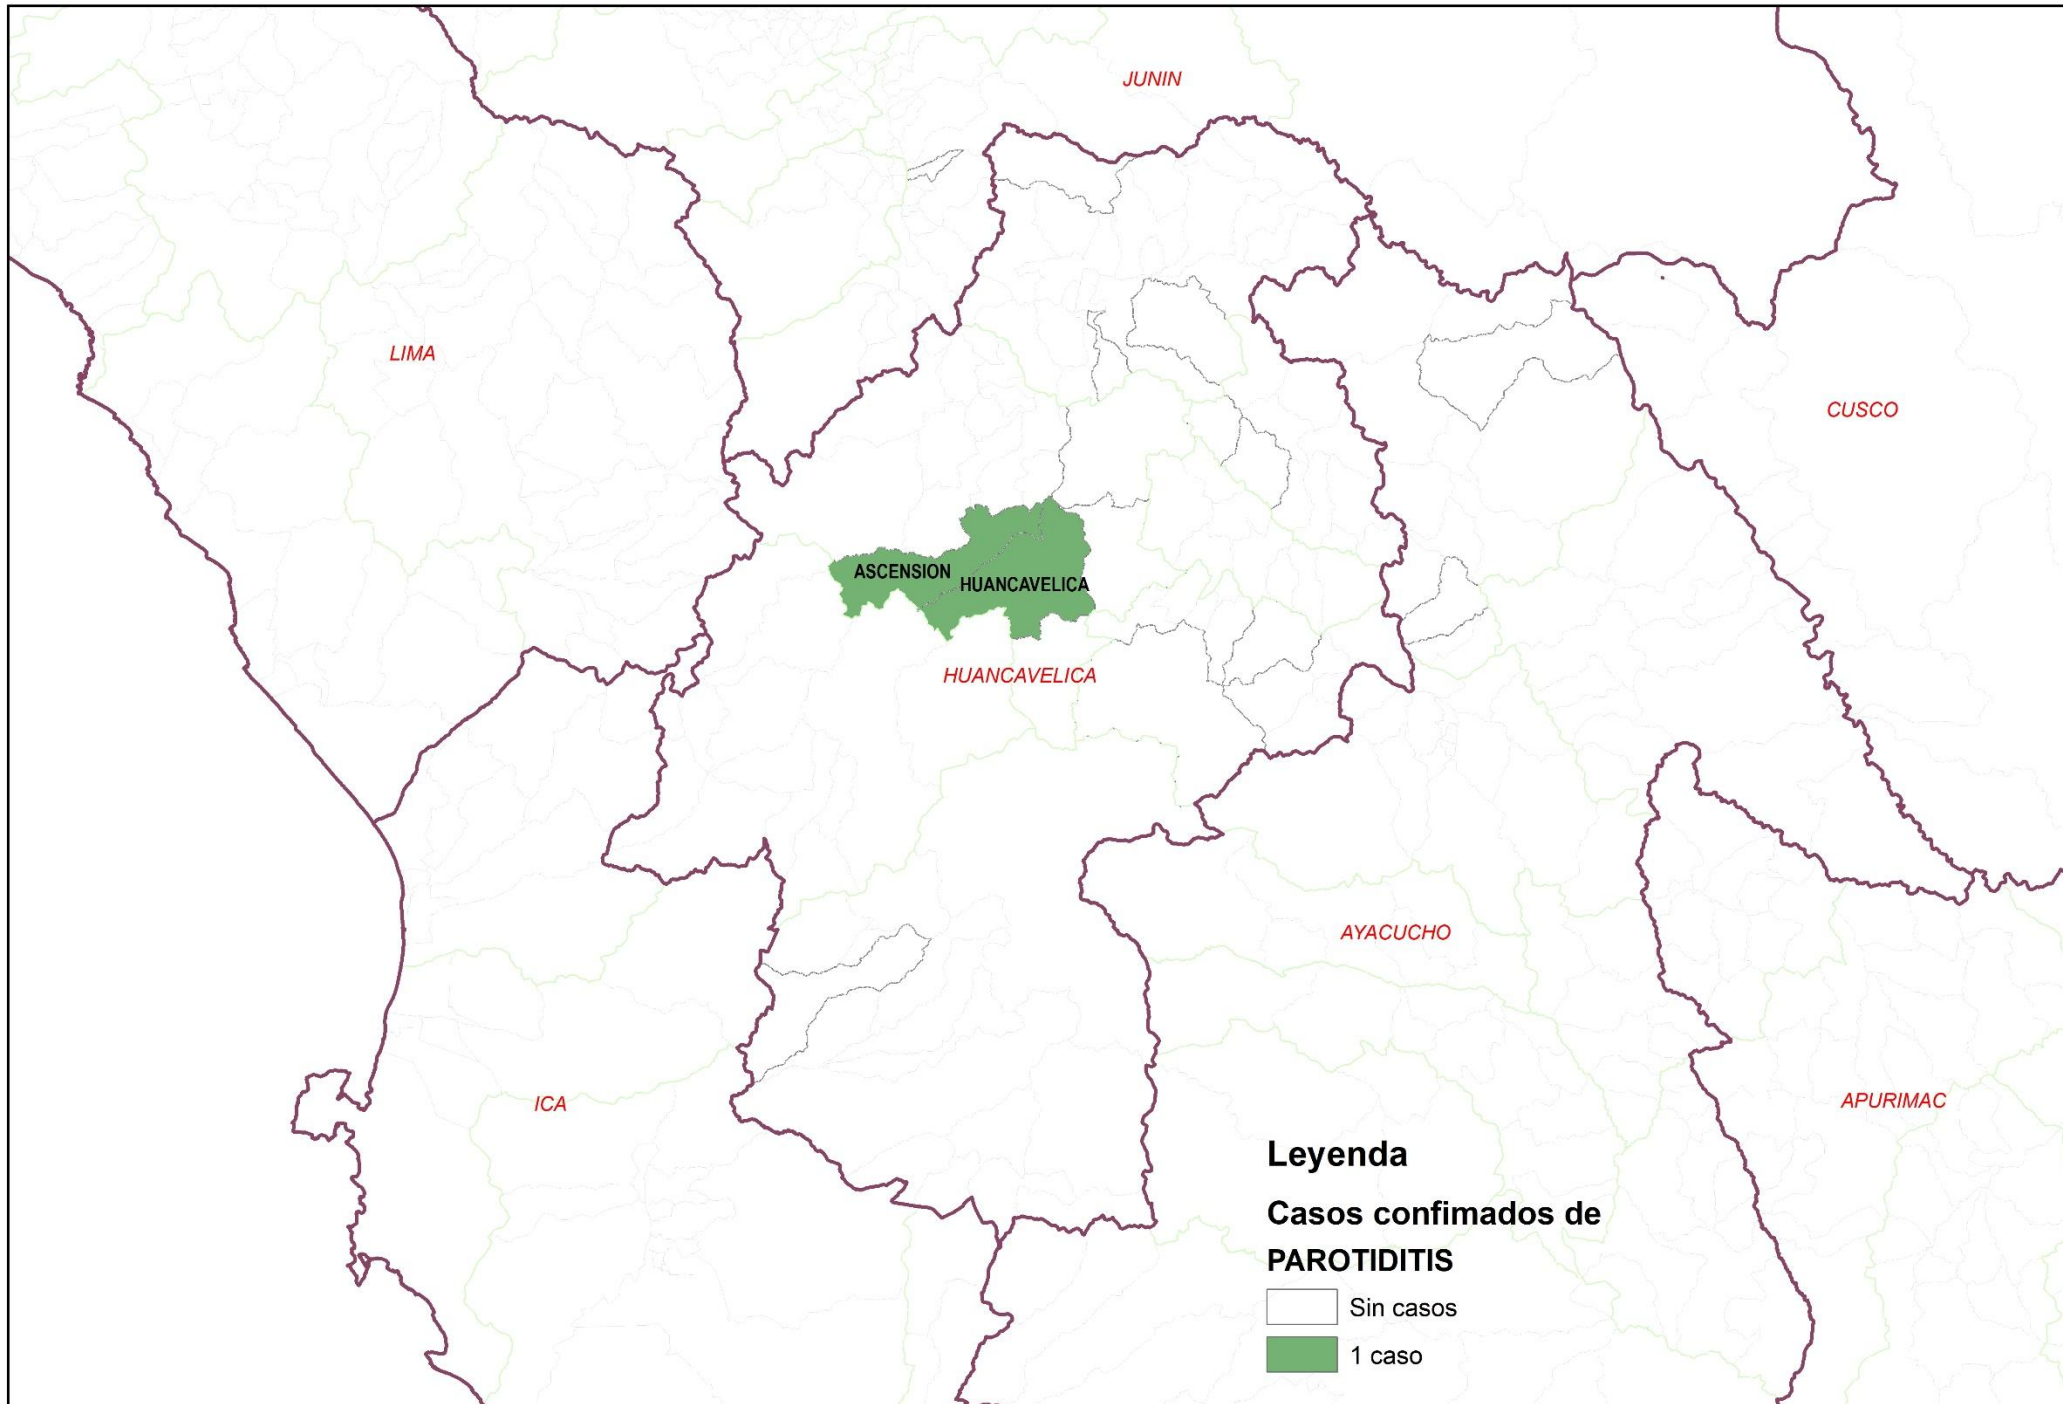 JUNIN
LIMA
CUSCO
ASCENSION
HUANCAVELICA
HUANCAVELICA
AYACUCHO
ICA
APURIMAC
Leyenda
Casos confimados de
PAROTIDITIS
Sin casos
1 caso